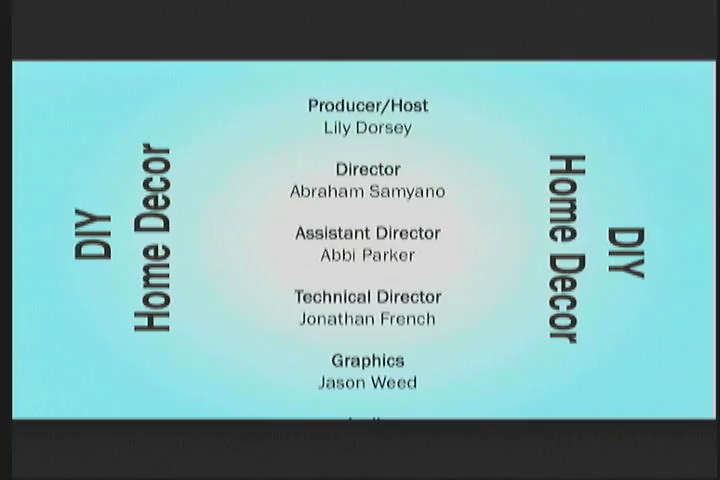 DIY
Home Decor
Producer/Host
Lily Dorsey
Director
Abraham Samyano
Assistant Director
Abbi Parker
Technical Director
Jonathan French
Graphics
Jason Weed
DIY
Home Decor